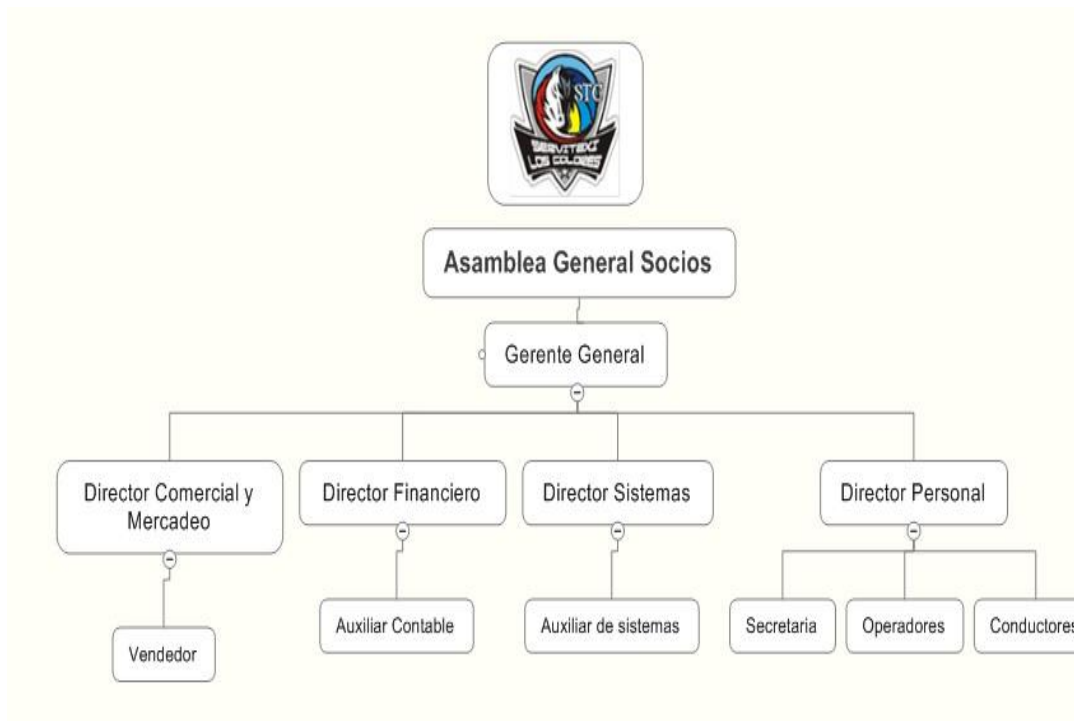 STC
SERVITEXI
LOS COLORES
Asamblea General Socios
Gerente General
Director Comercial y
Mercadeo
Director Financiero
Director Sistemas
Director Personal
Vendedor
Auxiliar Contable
Auxiliar de sistemas
Secretaria
Operadores
Conductores